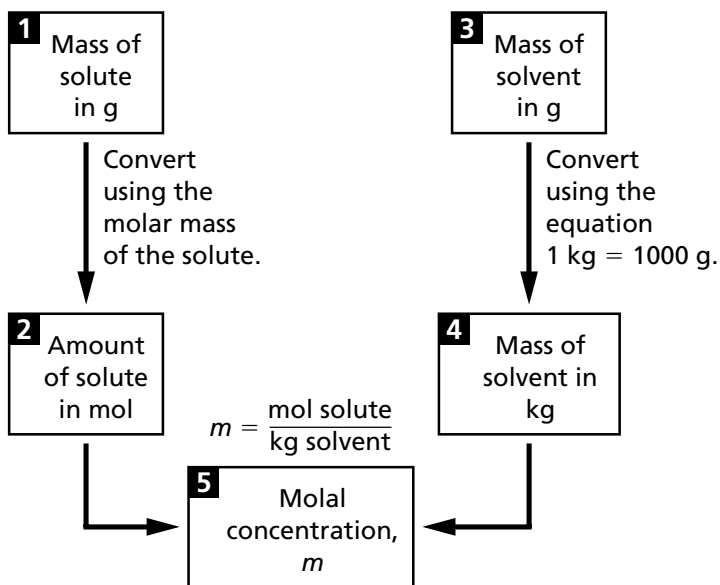 1
Mass of
solute
in g
Convert
using the
molar mass
of the solute.
2
Amount
of solute
in mol
3
Mass of
solvent
in g
Convert
using the
equation
1 kg = 1000 g.
4
Mass of
solvent in
kg
m = mol solute / kg solvent
5
Molal
concentration,
m